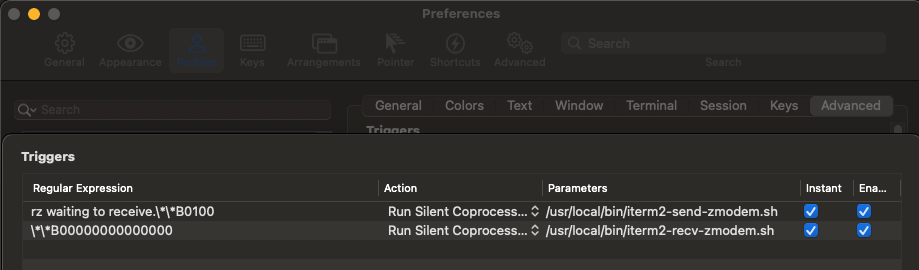 Preferences
General
Appearance
Profiles
Keys
Arrangements
Pointer
Shortcuts
Advanced
Search
Search
Search
General Colors Text Window Terminal Session Keys Advanced
Triggers
Triggers
Regular Expression Action Parameters Instant Ena...
rz waiting to receive.\*\*B0100 Run Silent Coprocess... /usr/local/bin/iterm2-send-zmodem.sh
\*\*B00000000000000 Run Silent Coprocess... /usr/local/bin/iterm2-recv-zmodem.sh